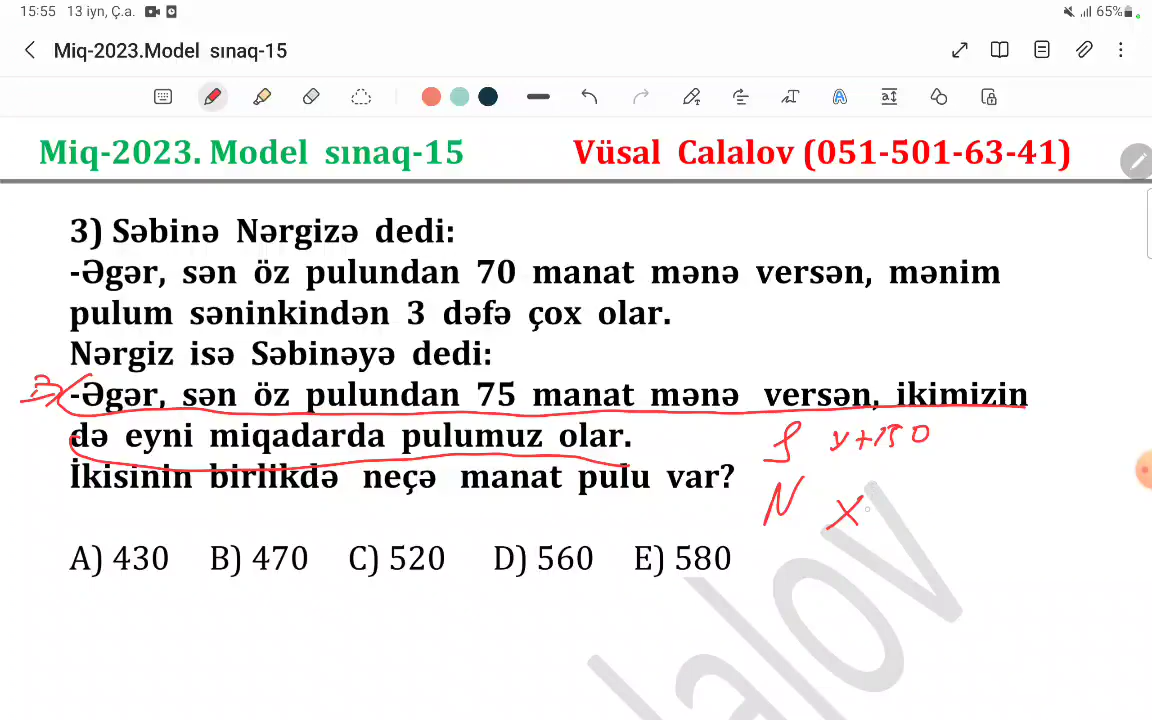 15:55 13 iyn, Ç.a. 65%
Miq-2023.Model sınaq-15
Miq-2023. Model sınaq-15 Vüsal Calalov (051-501-63-41)
3) Səbinə Nərgizə dedi:
-Əgər, sən öz pulundan 70 manat mənə versən, mənim
pulum səninkindən 3 dəfə çox olar.
Nərgiz isə Səbinəyə dedi:
-Əgər, sən öz pulundan 75 manat mənə versən, ikimizin
də eyni miqadarda pulumuz olar.
S x+150
İkisinin birlikdə neçə manat pulu var?
N x
A) 430 B) 470 C) 520 D) 560 E) 580
alalov